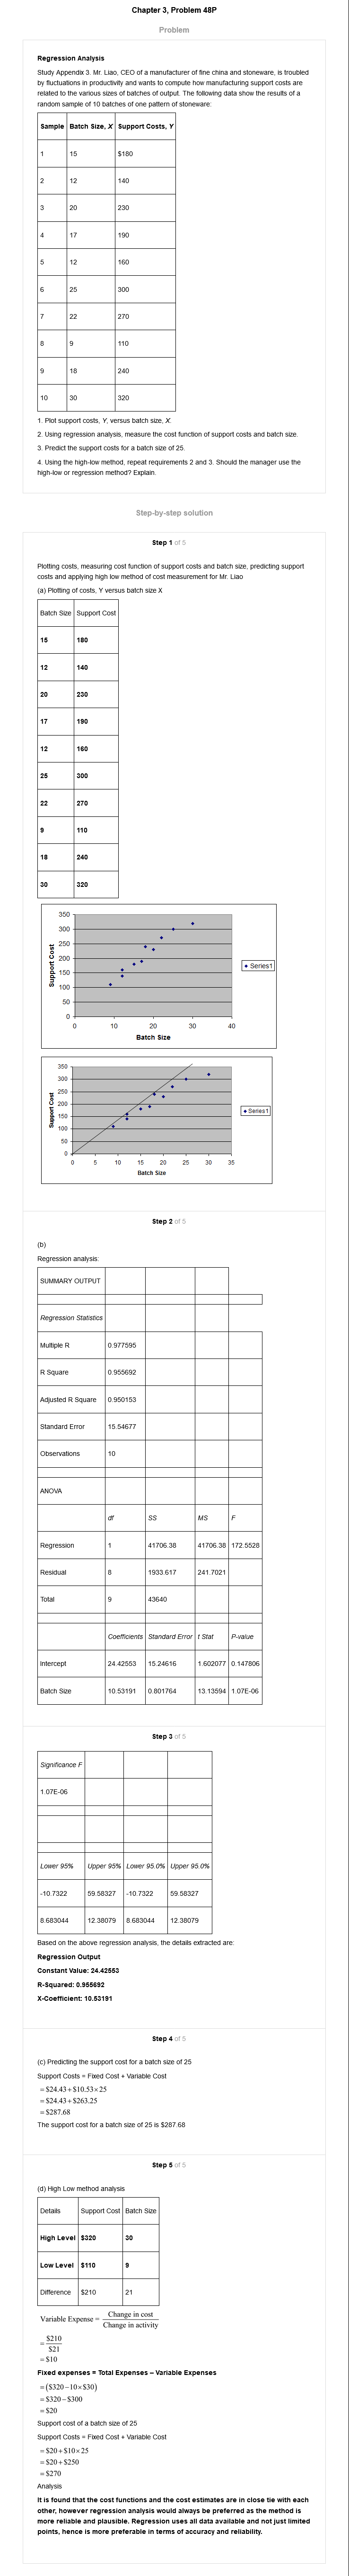 Chapter 3, Problem 48P
Problem
Regression Analysis
Study Appendix 3. Mr. Liao, CEO of a manufacturer of fine china and stoneware, is troubled
by fluctuations in productivity and wants to compute how manufacturing support costs are
related to the various sizes of batches of output. The following data show the results of a
random sample of 10 batches of one pattern of stoneware:
Sample Batch Size, X Support Costs, Y
1 15 $180
2 12 140
3 20 230
4 17 190
5 12 160
6 25 300
7 22 270
8 9 110
9 18 240
10 30 320
1. Plot support costs, Y, versus batch size, X.
2. Using regression analysis, measure the cost function of support costs and batch size.
3. Predict the support costs for a batch size of 25.
4. Using the high-low method, repeat requirements 2 and 3. Should the manager use the
high-low or regression method? Explain.
Step-by-step solution
Step 1 of 5
Plotting costs, measuring cost function of support costs and batch size, predicting support
costs and applying high low method of cost measurement for Mr. Liao
(a) Plotting of costs, Y versus batch size X
Batch Size Support Cost
15 180
12 140
20 230
17 190
12 160
25 300
22 270
9 110
18 240
30 320
350
300
250
200
150
100
50
0
Support Cost
0 10 20 30 40
Batch Size
Series1
350
300
250
200
150
100
50
0
Support Cost
0 5 10 15 20 25 30 35
Batch Size
Series1
Step 2 of 5
(b)
Regression analysis:
SUMMARY OUTPUT
Regression Statistics
Multiple R 0.977595
R Square 0.955692
Adjusted R Square 0.950153
Standard Error 15.54677
Observations 10
ANOVA
df SS MS F
Regression 1 41706.38 41706.38 172.5528
Residual 8 1933.617 241.7021
Total 9 43640
Coefficients Standard Error t Stat P-value
Intercept 24.42553 15.24616 1.602077 0.147806
Batch Size 10.53191 0.801764 13.13594 1.07E-06
Step 3 of 5
Significance F
1.07E-06
Lower 95% Upper 95% Lower 95.0% Upper 95.0%
-10.7322 59.58327 -10.7322 59.58327
8.683044 12.38079 8.683044 12.38079
Based on the above regression analysis, the details extracted are:
Regression Output
Constant Value: 24.42553
R-Squared: 0.955692
X-Coefficient: 10.53191
Step 4 of 5
(c) Predicting the support cost for a batch size of 25
Support Costs = Fixed Cost + Variable Cost
= $24.43 + $10.53 × 25
= $24.43 + $263.25
= $287.68
The support cost for a batch size of 25 is $287.68
Step 5 of 5
(d) High Low method analysis
Details Support Cost Batch Size
High Level $320 30
Low Level $110 9
Difference $210 21
Variable Expense = Change in cost / Change in activity
= $210 / $21
= $10
Fixed expenses = Total Expenses – Variable Expenses
= ($320 – 10 × $30)
= $320 – $300
= $20
Support cost of a batch size of 25
Support Costs = Fixed Cost + Variable Cost
= $20 + $10 × 25
= $20 + $250
= $270
Analysis
It is found that the cost functions and the cost estimates are in close tie with each
other, however regression analysis would always be preferred as the method is
more reliable and plausible. Regression uses all data available and not just limited
points, hence is more preferable in terms of accuracy and reliability.